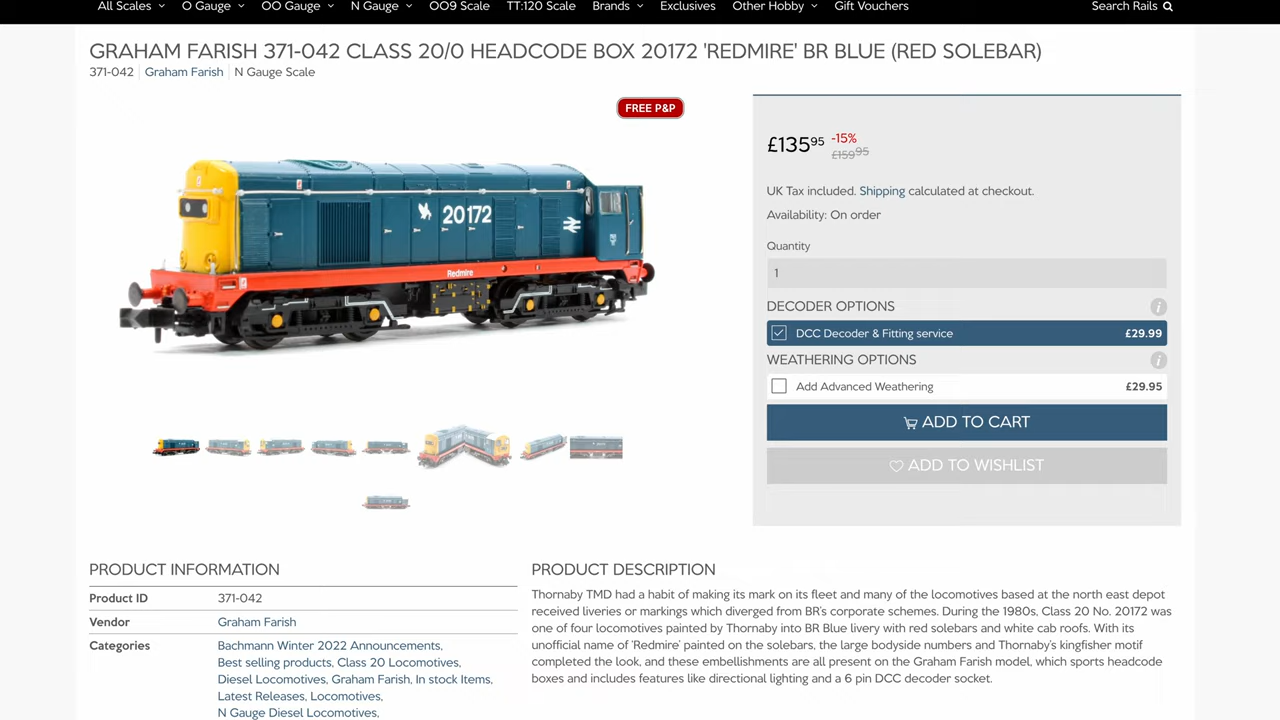 All Scales O Gauge OO Gauge N Gauge OO9 Scale TT:120 Scale Brands Exclusives Other Hobby Gift Vouchers Search Rails
GRAHAM FARISH 371-042 CLASS 20/0 HEADCODE BOX 20172 'REDMIRE' BR BLUE (RED SOLEBAR)
371-042 Graham Farish N Gauge Scale
FREE P&P
20172
Redmire
£13595 -15%
£15995
UK Tax included. Shipping calculated at checkout.
Availability: On order
Quantity
1
DECODER OPTIONS
DCC Decoder & Fitting service £29.99
WEATHERING OPTIONS
Add Advanced Weathering £29.95
ADD TO CART
ADD TO WISHLIST
PRODUCT INFORMATION
Product ID 371-042
Vendor Graham Farish
Categories Bachmann Winter 2022 Announcements,
Best selling products, Class 20 Locomotives,
Diesel Locomotives, Graham Farish, In stock Items,
Latest Releases, Locomotives,
N Gauge Diesel Locomotives,
PRODUCT DESCRIPTION
Thornaby TMD had a habit of making its mark on its fleet and many of the locomotives based at the north east depot
received liveries or markings which diverged from BR's corporate schemes. During the 1980s, Class 20 No. 20172 was
one of four locomotives painted by Thornaby into BR Blue livery with red solebars and white cab roofs. With its
unofficial name of 'Redmire' painted on the solebars, the large bodyside numbers and Thornaby's kingfisher motif
completed the look, and these embellishments are all present on the Graham Farish model, which sports headcode
boxes and includes features like directional lighting and a 6 pin DCC decoder socket.